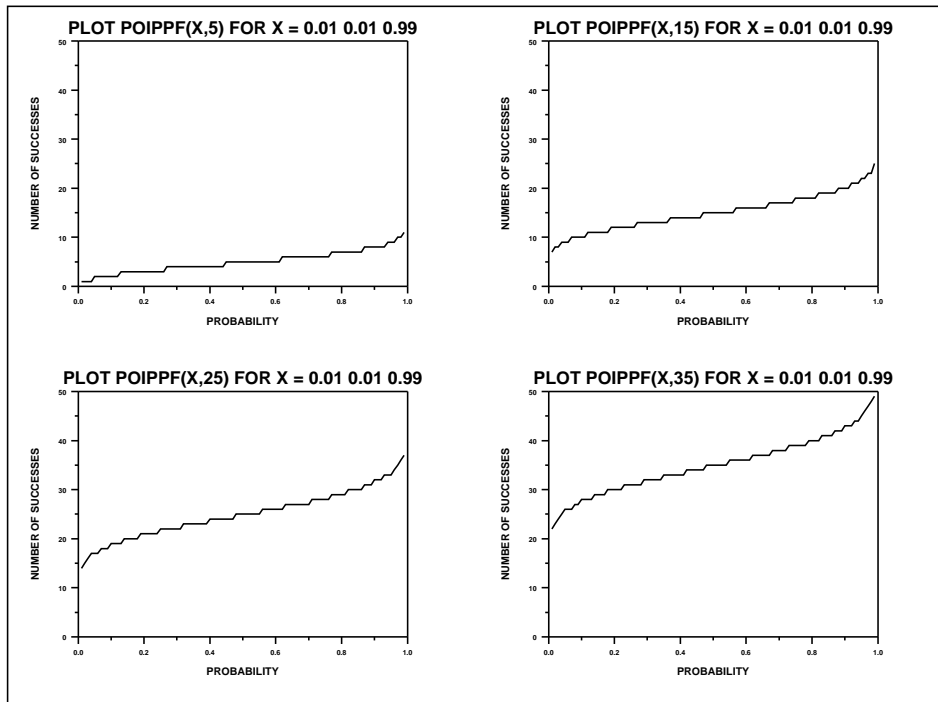 PLOT POIPPF(X,5) FOR X = 0.01 0.01 0.99
50
40
30
20
10
0
NUMBER OF SUCCESSES
0.0 0.2 0.4 0.6 0.8 1.0
PROBABILITY
PLOT POIPPF(X,15) FOR X = 0.01 0.01 0.99
50
40
30
20
10
0
NUMBER OF SUCCESSES
0.0 0.2 0.4 0.6 0.8 1.0
PROBABILITY
PLOT POIPPF(X,25) FOR X = 0.01 0.01 0.99
50
40
30
20
10
0
NUMBER OF SUCCESSES
0.0 0.2 0.4 0.6 0.8 1.0
PROBABILITY
PLOT POIPPF(X,35) FOR X = 0.01 0.01 0.99
50
40
30
20
10
0
NUMBER OF SUCCESSES
0.0 0.2 0.4 0.6 0.8 1.0
PROBABILITY